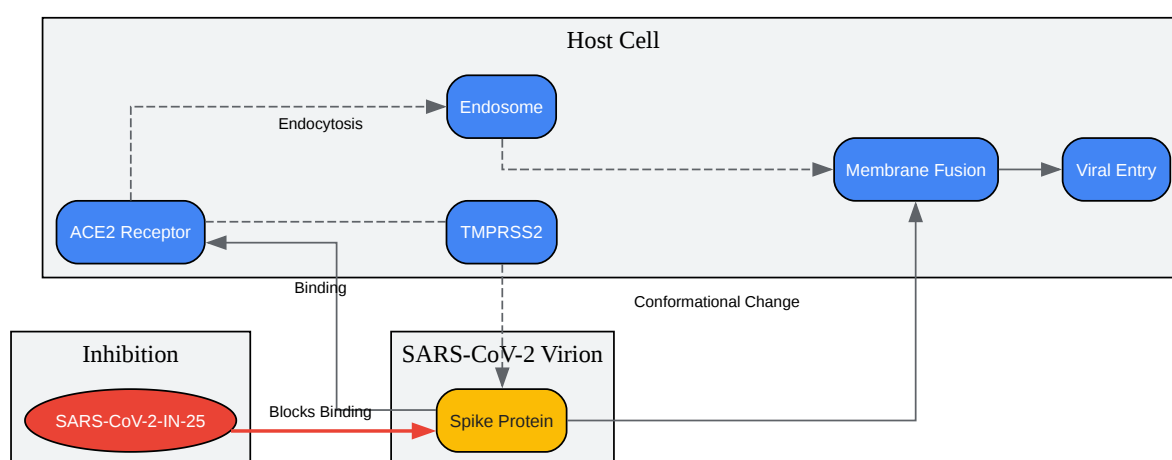 Host Cell
Endosome
Endocytosis
Membrane Fusion
Viral Entry
ACE2 Receptor
TMPRSS2
Binding
Conformational Change
Inhibition
SARS-CoV-2 Virion
SARS-CoV-2-IN-25
Blocks Binding
Spike Protein